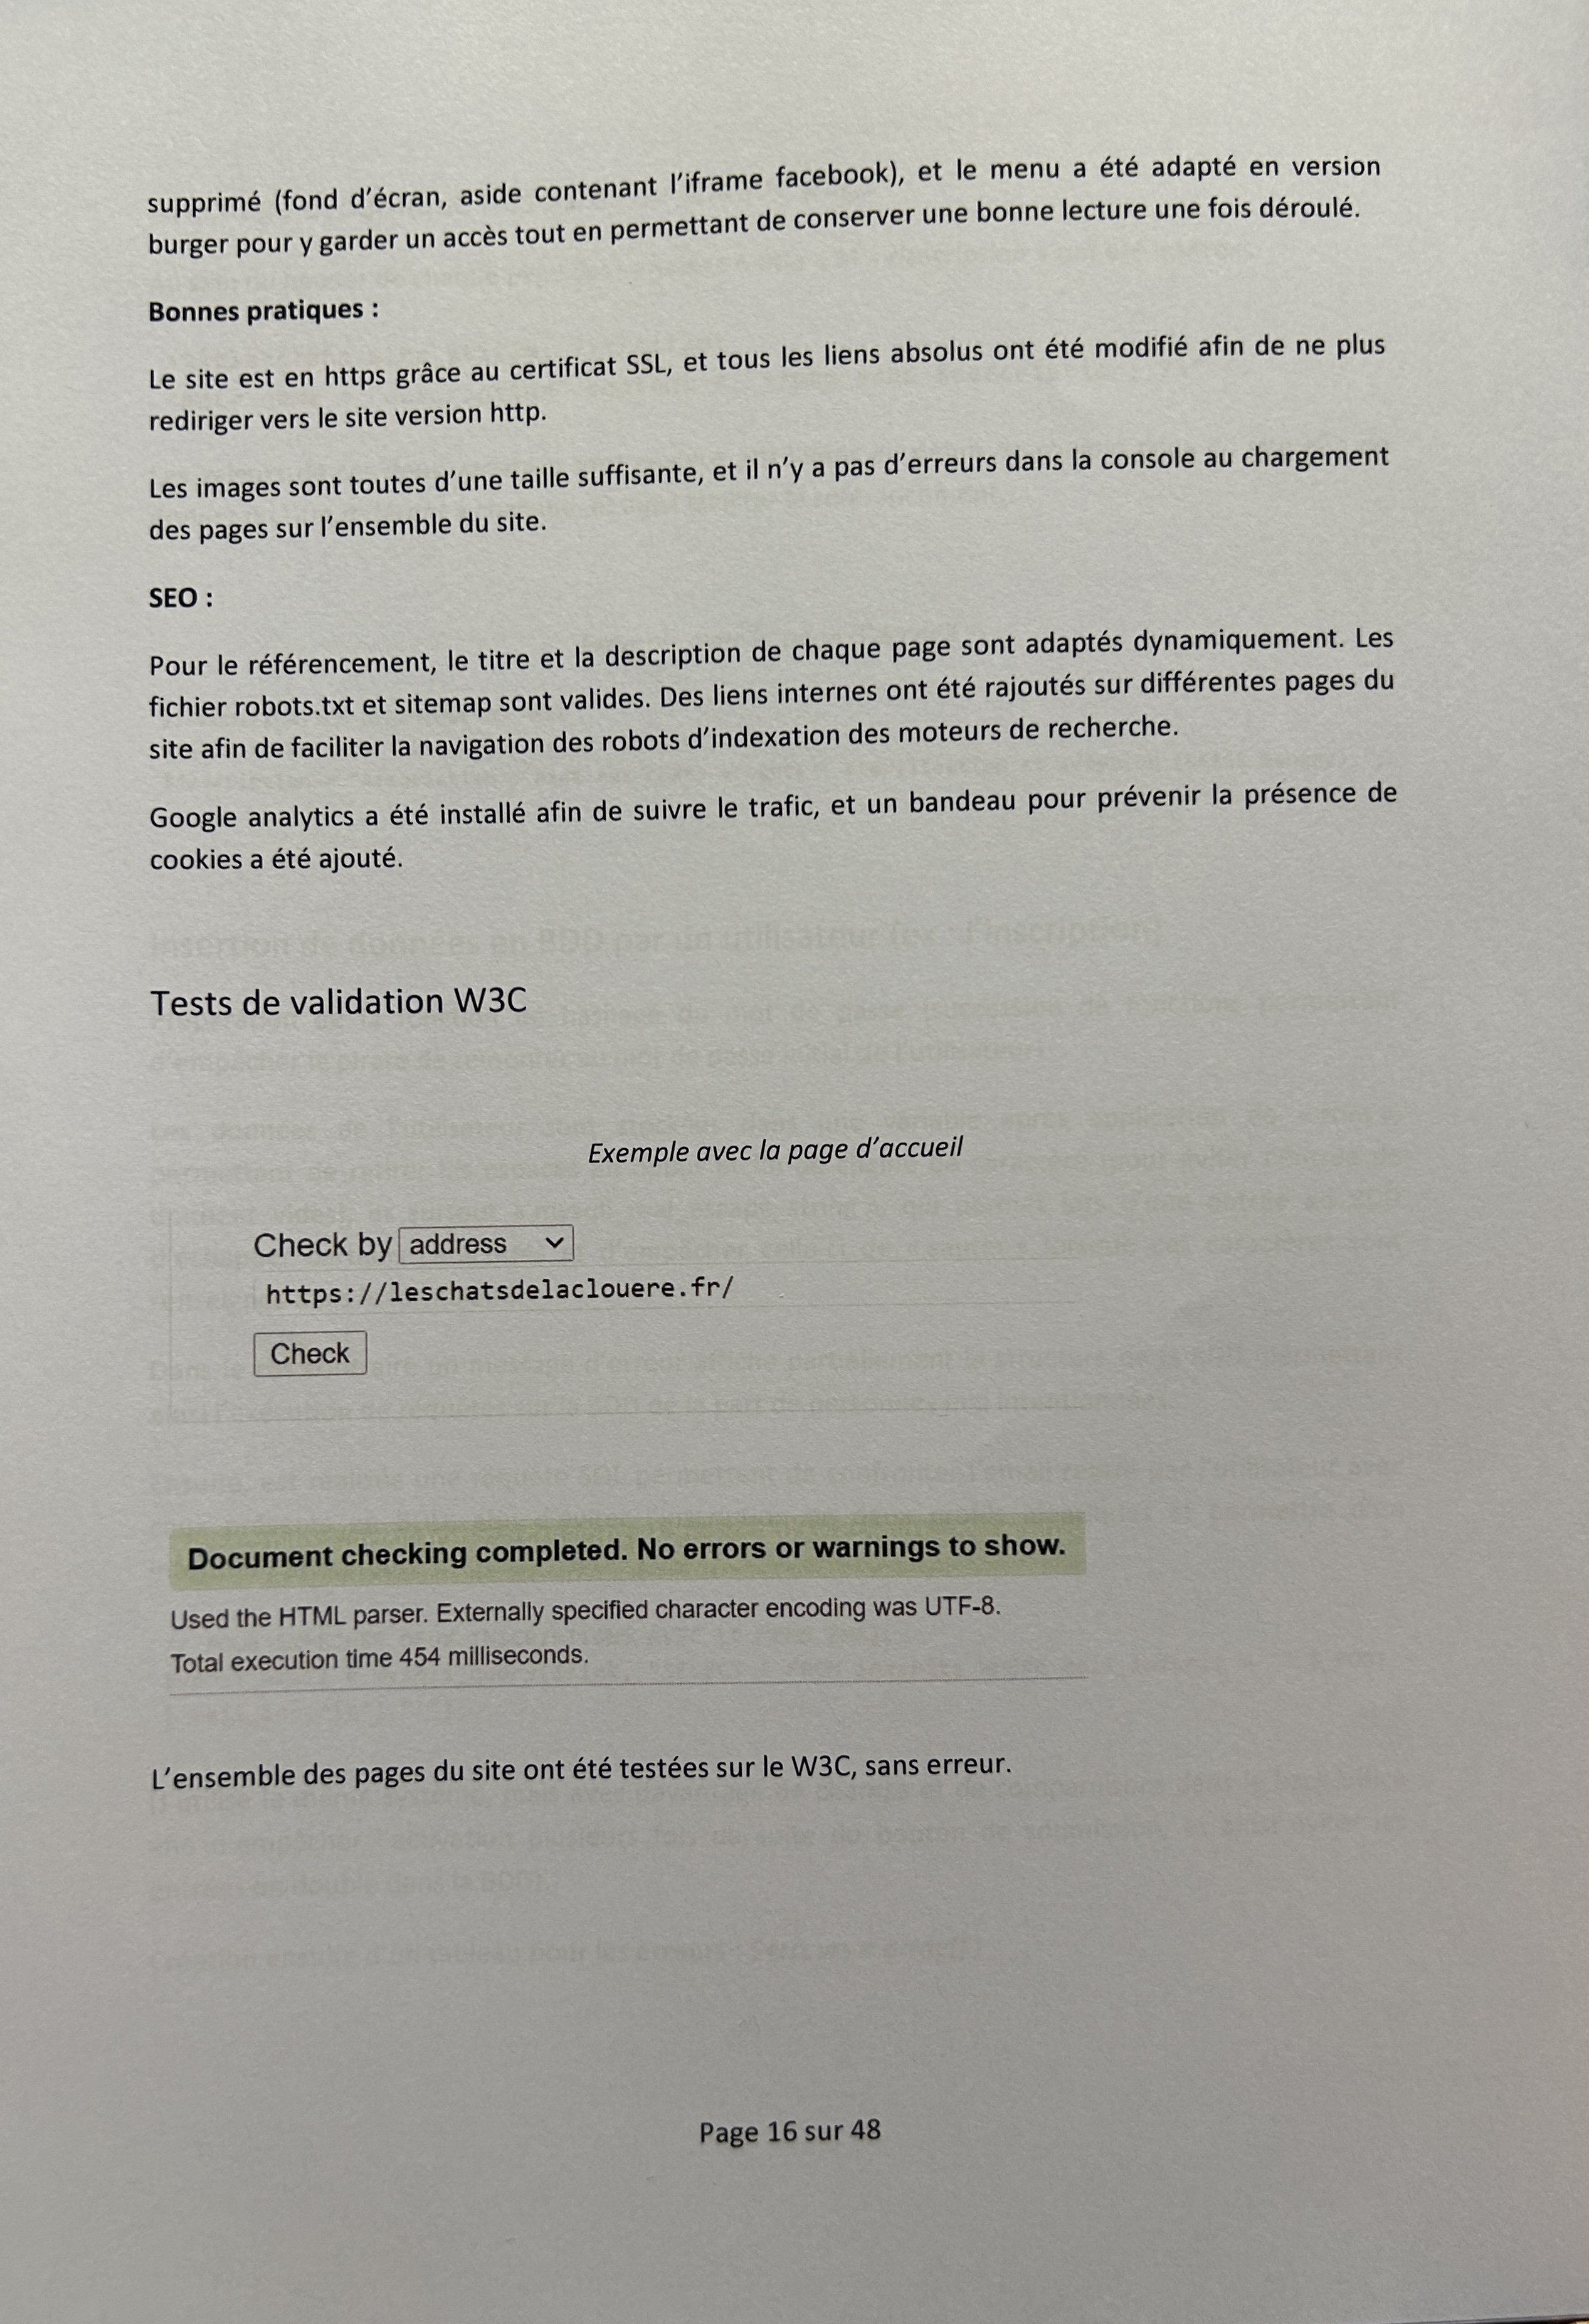 supprimé (fond d'écran, aside contenant l'iframe facebook), et le menu a été adapté en version
burger pour y garder un accès tout en permettant de conserver une bonne lecture une fois déroulé.
Bonnes pratiques :
Le site est en https grâce au certificat SSL, et tous les liens absolus ont été modifié afin de ne plus
rediriger vers le site version http.
Les images sont toutes d'une taille suffisante, et il n'y a pas d'erreurs dans la console au chargement
des pages sur l'ensemble du site.
SEO :
Pour le référencement, le titre et la description de chaque page sont adaptés dynamiquement. Les
fichier robots.txt et sitemap sont valides. Des liens internes ont été rajoutés sur différentes pages du
site afin de faciliter la navigation des robots d'indexation des moteurs de recherche.
Google analytics a été installé afin de suivre le trafic, et un bandeau pour prévenir la présence de
cookies a été ajouté.
Insertion de données en BDD par un utilisateur (ex : l'inscription)
Tests de validation W3C
Exemple avec la page d'accueil
Check by address
https://leschatsdelaclouere.fr/
Check
Document checking completed. No errors or warnings to show.
Used the HTML parser. Externally specified character encoding was UTF-8.
Total execution time 454 milliseconds.
L'ensemble des pages du site ont été testées sur le W3C, sans erreur.
Page 16 sur 48